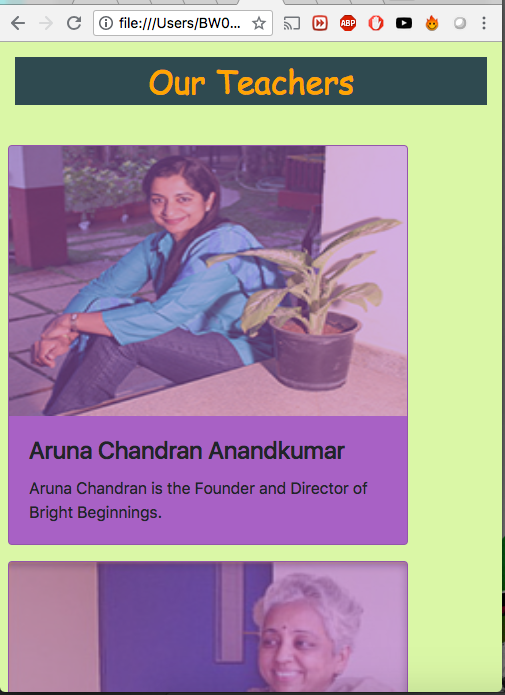 file:///Users/BW0...
ABP
Our Teachers
Aruna Chandran Anandkumar
Aruna Chandran is the Founder and Director of
Bright Beginnings.